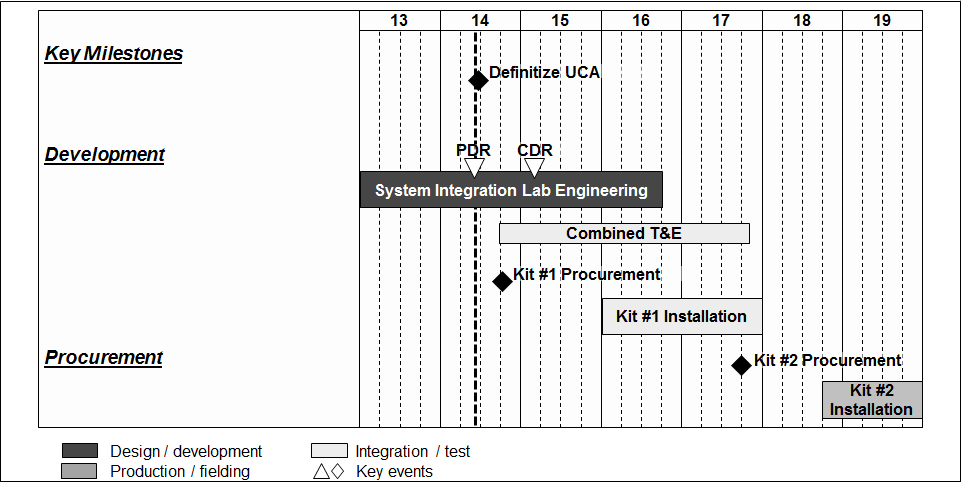 13 14 15 16 17 18 19
Key Milestones
Definitize UCA
Development
PDR CDR
System Integration Lab Engineering
Combined T&E
Kit #1 Procurement
Kit #1 Installation
Procurement
Kit #2 Procurement
Kit #2
Installation
Design / development
Integration / test
Production / fielding
Key events